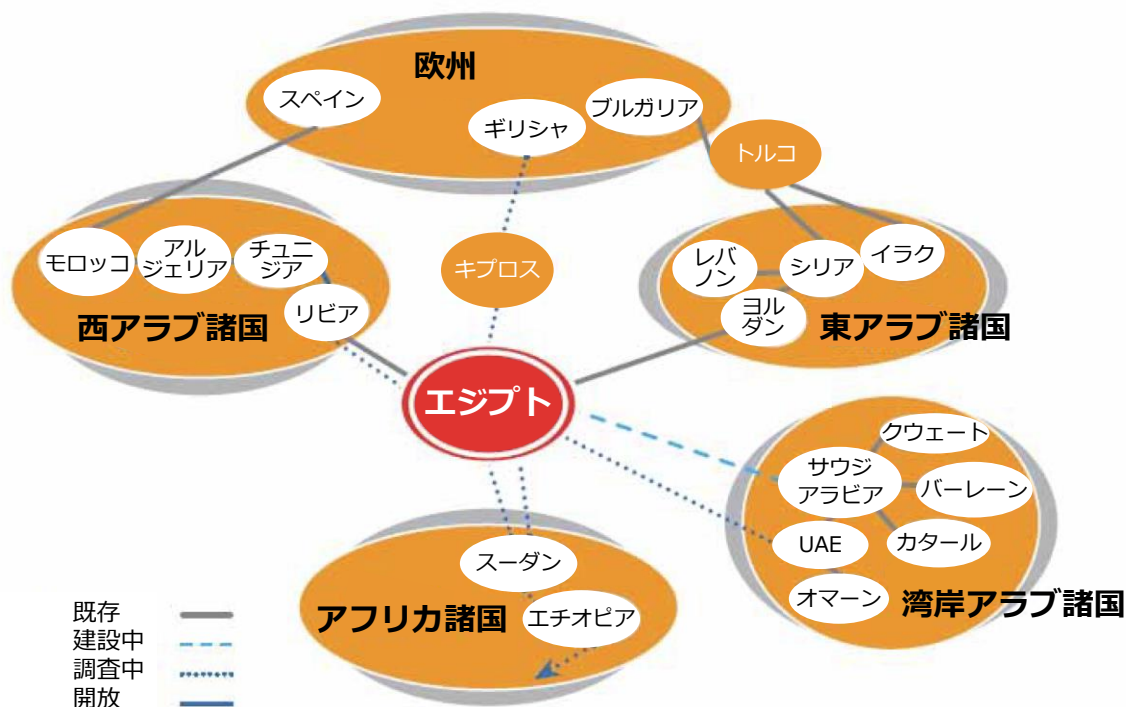 欧州
スペイン
ギリシャ
ブルガリア
トルコ
キプロス
モロッコ
アル
ジェリア
チュニ
ジア
リビア
西アラブ諸国
レバ
ノン
シリア
イラク
ヨル
ダン
東アラブ諸国
エジプト
クウェート
サウジ
アラビア
バーレーン
UAE
カタール
オマーン
湾岸アラブ諸国
スーダン
エチオピア
アフリカ諸国
既存
建設中
調査中
開放